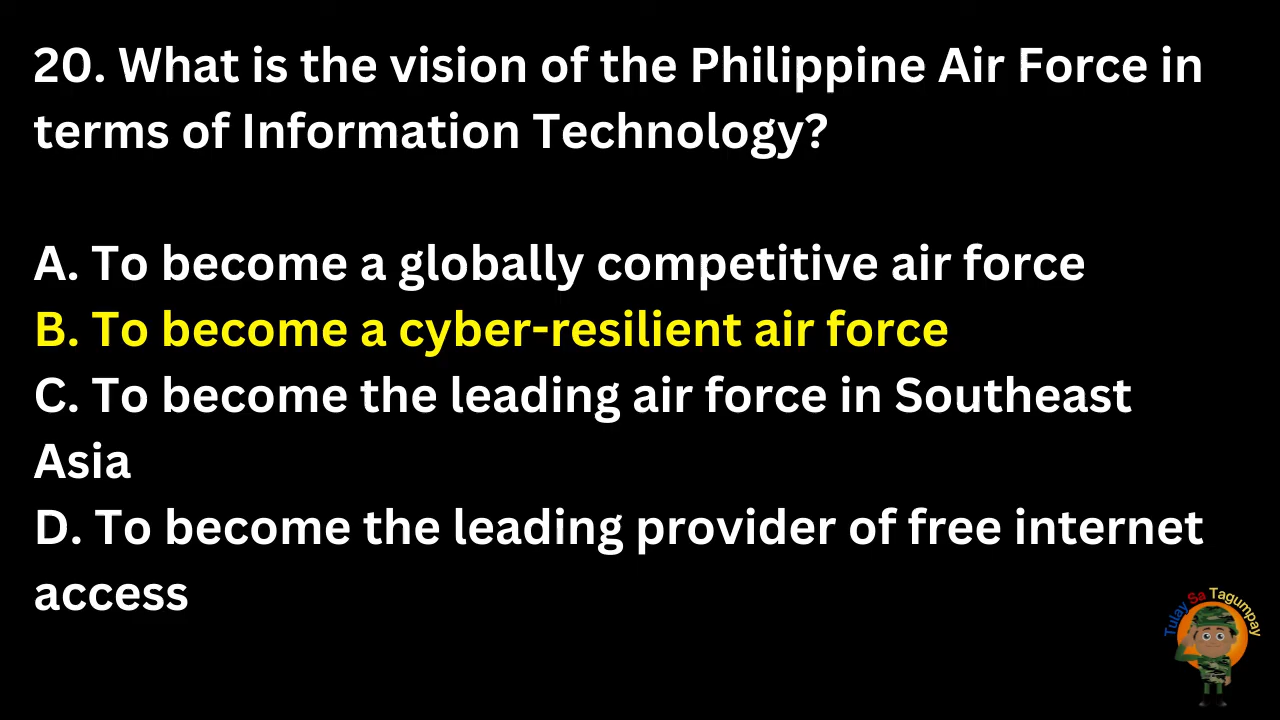 20. What is the vision of the Philippine Air Force in
terms of Information Technology?
A. To become a globally competitive air force
B. To become a cyber-resilient air force
C. To become the leading air force in Southeast
Asia
D. To become the leading provider of free internet
access
Tulay Sa Tagumpay